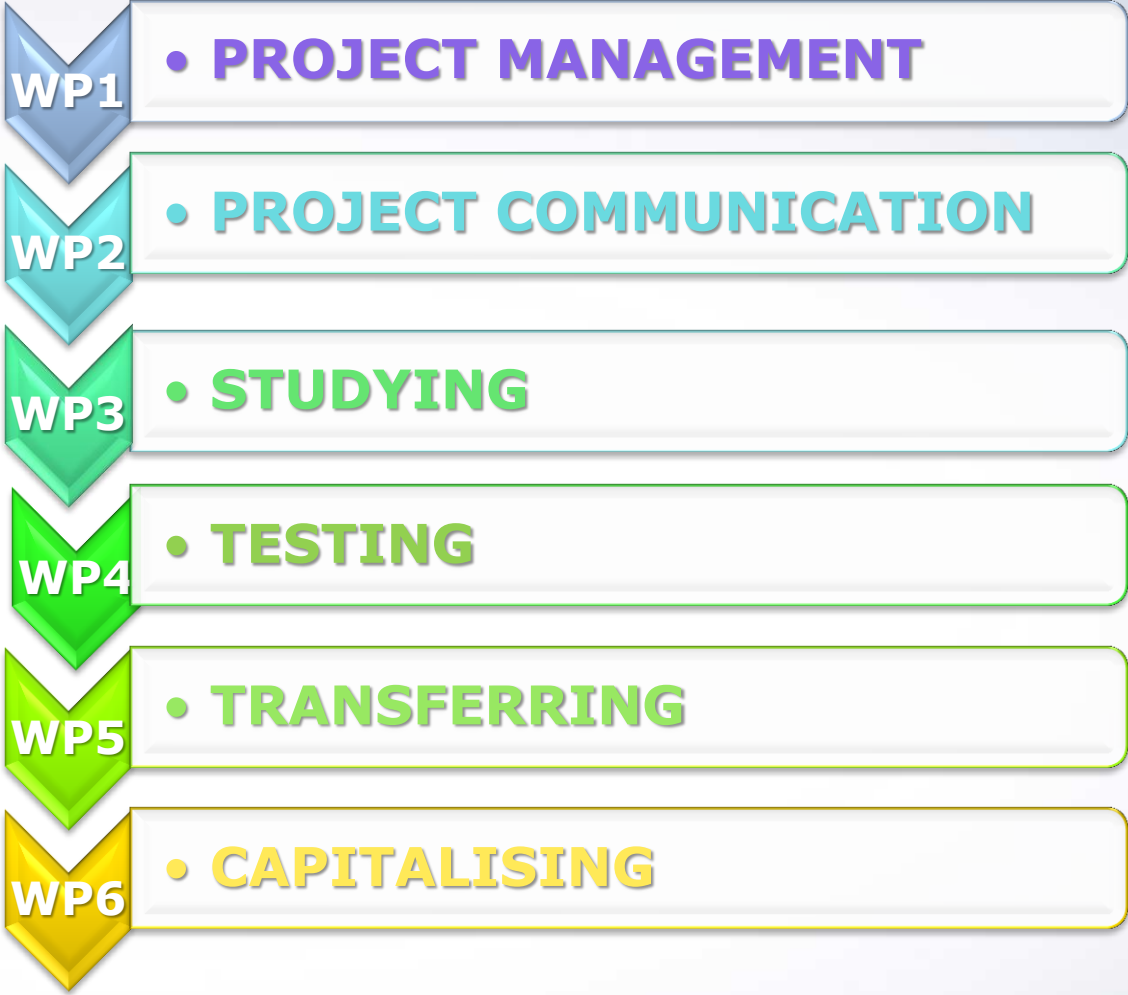 WP1 • PROJECT MANAGEMENT
WP2 • PROJECT COMMUNICATION
WP3 • STUDYING
WP4 • TESTING
WP5 • TRANSFERRING
WP6 • CAPITALISING